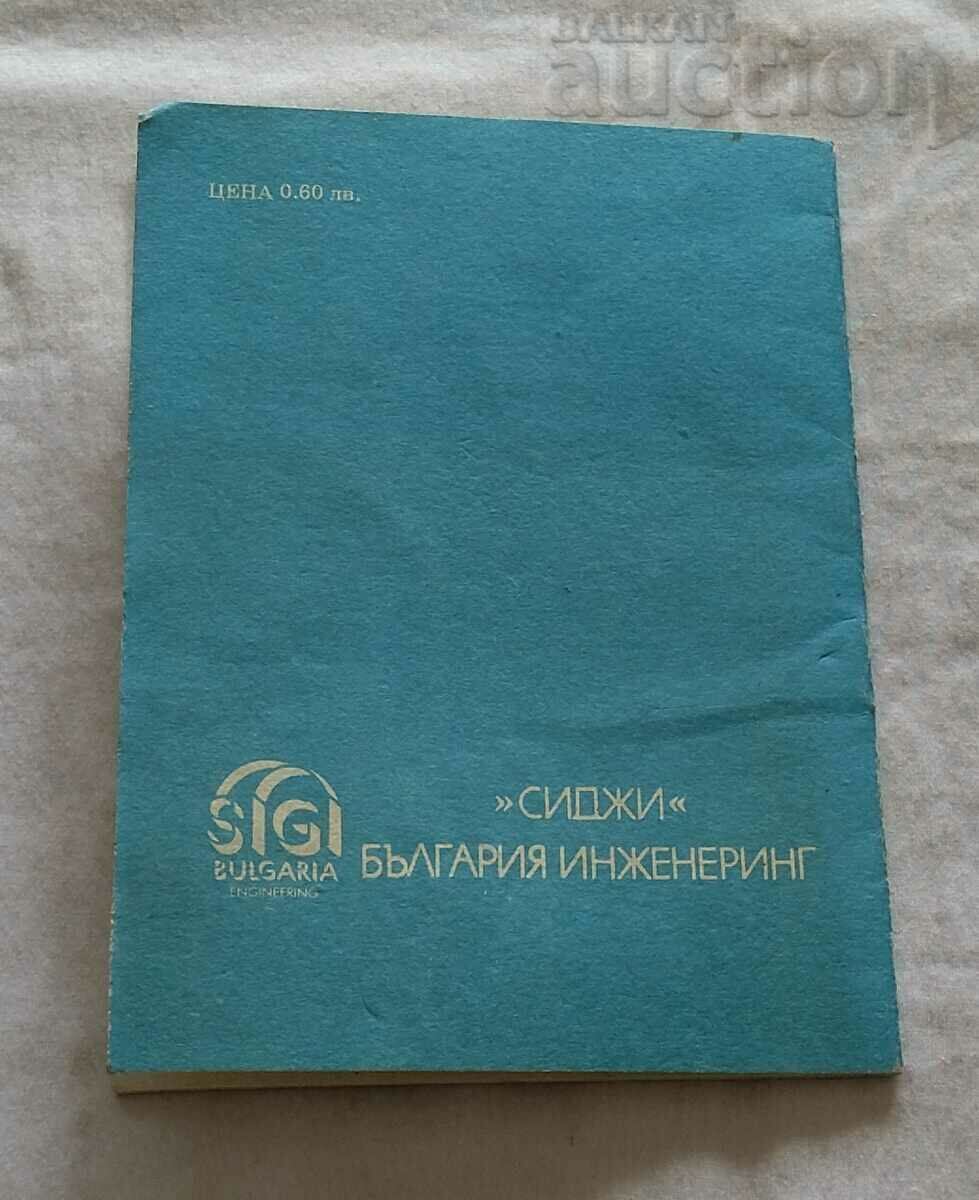 BALKAN
auction
ЦЕНА 0.60 лв.
SIGI
BULGARIA
ENGINEERING
»СИДЖИ«
БЪЛГАРИЯ ИНЖЕНЕРИНГ